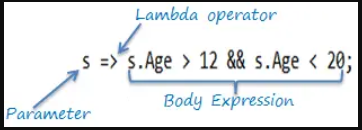 Lambda operator
s => s.Age > 12 && s.Age < 20;
Parameter
Body Expression